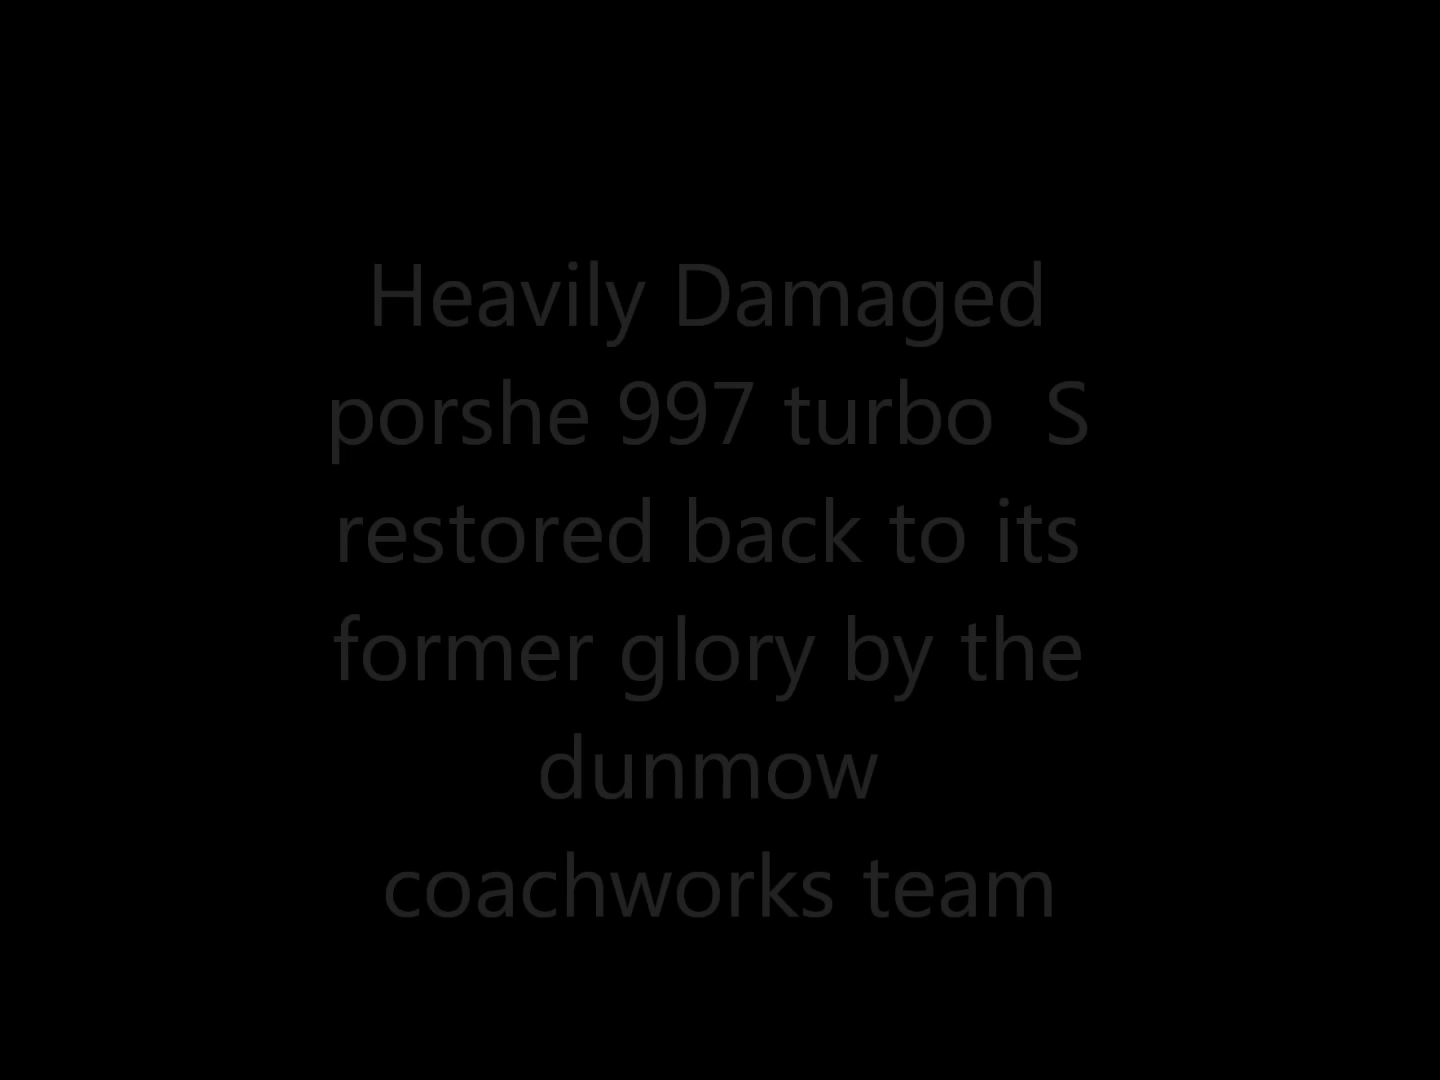 Heavily Damaged
porshe 997 turbo  S
restored back to its
former glory by the
dunmow
coachworks team